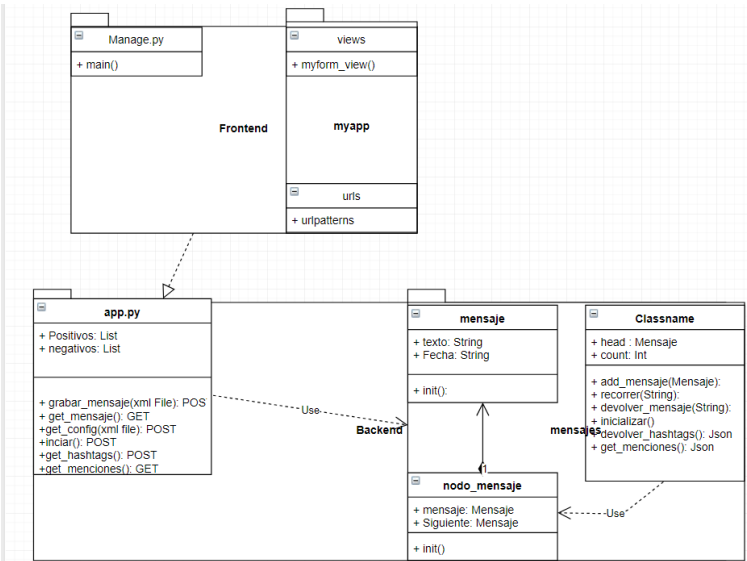 Manage.py
+ main()
views
+ myform_view()
Frontend
myapp
urls
+ urlpatterns
app.py
+ Positivos: List
+ negativos: List
+ grabar_mensaje(xml File): POS
+ get_mensaje(): GET
+get_config(xml file): POST
+inciar(): POST
+get_hashtags(): POST
+get_menciones(): GET
Use
Backend
mensaje
+ texto: String
+ Fecha: String
+ init():
1
nodo_mensaje
+ mensaje: Mensaje
+ Siguiente: Mensaje
+ init()
mensajes
Classname
+ head : Mensaje
+ count: Int
+ add_mensaje(Mensaje):
+ recorrer(String):
+ devolver_mensaje(String):
+ inicializar()
+ devolver_hashtags(): Json
+ get_menciones(): Json
Use